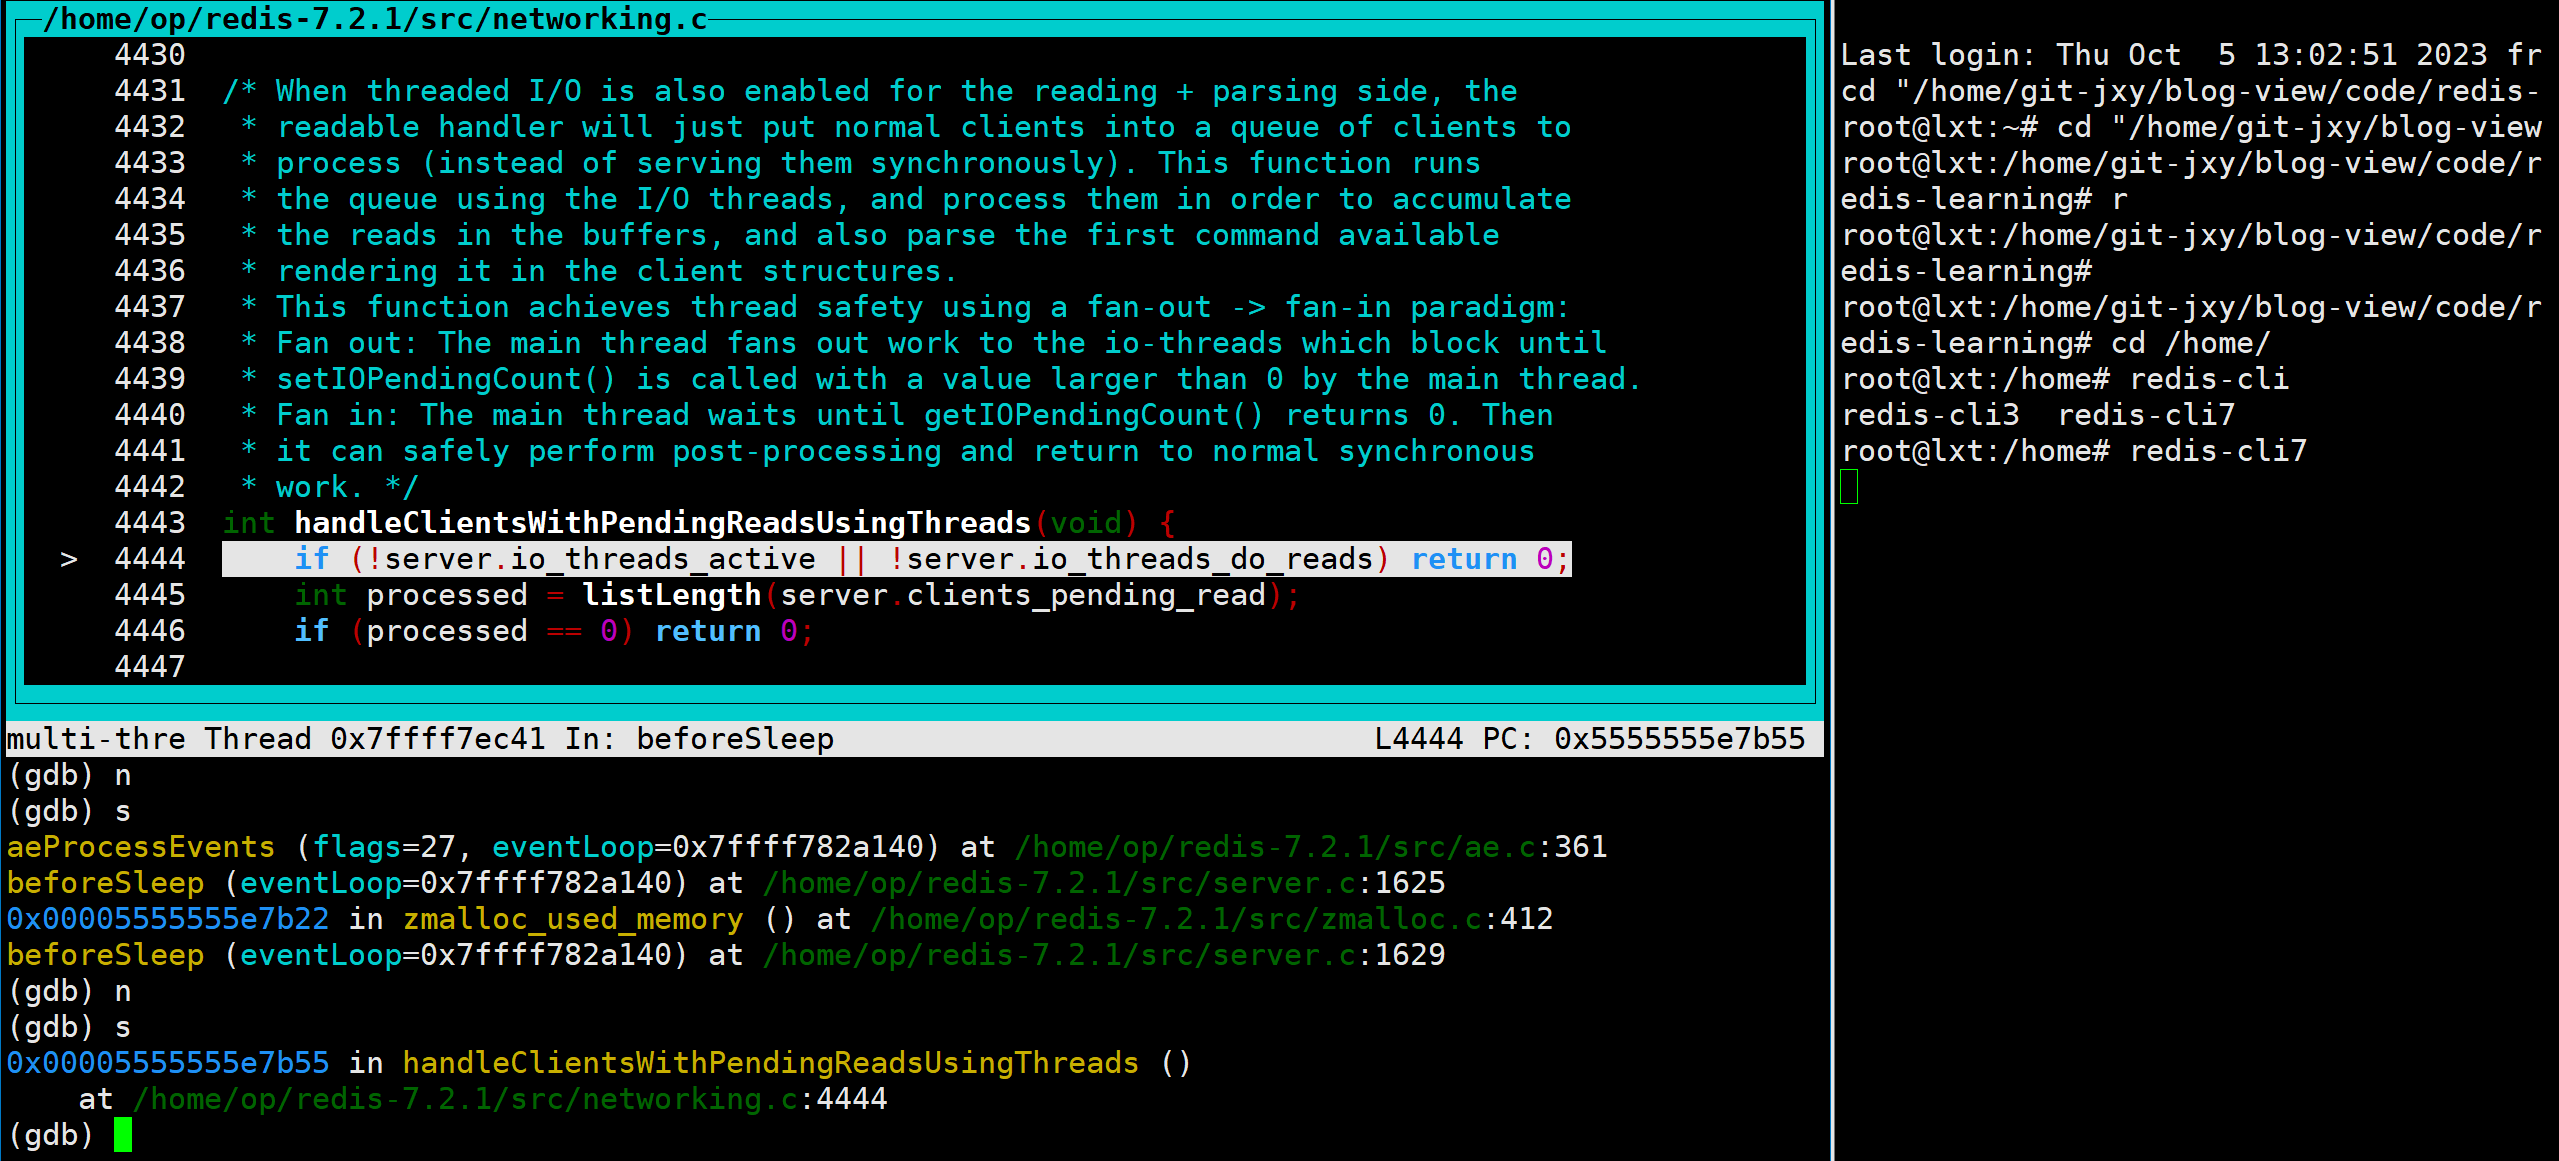 /home/op/redis-7.2.1/src/networking.c
4430
4431  /* When threaded I/O is also enabled for the reading + parsing side, the
4432   * readable handler will just put normal clients into a queue of clients to
4433   * process (instead of serving them synchronously). This function runs
4434   * the queue using the I/O threads, and process them in order to accumulate
4435   * the reads in the buffers, and also parse the first command available
4436   * rendering it in the client structures.
4437   * This function achieves thread safety using a fan-out -> fan-in paradigm:
4438   * Fan out: The main thread fans out work to the io-threads which block until
4439   * setIOPendingCount() is called with a value larger than 0 by the main thread.
4440   * Fan in: The main thread waits until getIOPendingCount() returns 0. Then
4441   * it can safely perform post-processing and return to normal synchronous
4442   * work. */
4443  int handleClientsWithPendingReadsUsingThreads(void) {
>  4444      if (!server.io_threads_active || !server.io_threads_do_reads) return 0;
4445      int processed = listLength(server.clients_pending_read);
4446      if (processed == 0) return 0;
4447
multi-thre Thread 0x7ffff7ec41 In: beforeSleep                              L4444 PC: 0x5555555e7b55
(gdb) n
(gdb) s
aeProcessEvents (flags=27, eventLoop=0x7ffff782a140) at /home/op/redis-7.2.1/src/ae.c:361
beforeSleep (eventLoop=0x7ffff782a140) at /home/op/redis-7.2.1/src/server.c:1625
0x00005555555e7b22 in zmalloc_used_memory () at /home/op/redis-7.2.1/src/zmalloc.c:412
beforeSleep (eventLoop=0x7ffff782a140) at /home/op/redis-7.2.1/src/server.c:1629
(gdb) n
(gdb) s
0x00005555555e7b55 in handleClientsWithPendingReadsUsingThreads ()
    at /home/op/redis-7.2.1/src/networking.c:4444
(gdb)
Last login: Thu Oct  5 13:02:51 2023 fr
cd "/home/git-jxy/blog-view/code/redis-
root@lxt:~# cd "/home/git-jxy/blog-view
root@lxt:/home/git-jxy/blog-view/code/r
edis-learning# r
root@lxt:/home/git-jxy/blog-view/code/r
edis-learning#
root@lxt:/home/git-jxy/blog-view/code/r
edis-learning# cd /home/
root@lxt:/home# redis-cli
redis-cli3  redis-cli7
root@lxt:/home# redis-cli7